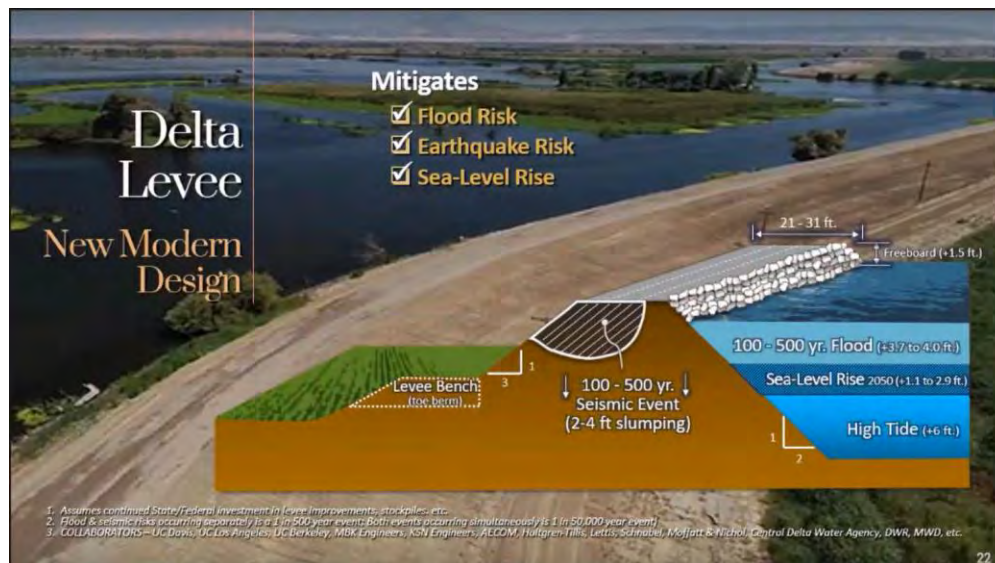 Delta
Levee
New Modern
Design
Mitigates
Flood Risk
Earthquake Risk
Sea-Level Rise
21 - 31 ft.
Freeboard (+1.5 ft.)
100 - 500 yr. Flood (+3.7 to 4.0 ft.)
Sea-Level Rise 2050 (+1.1 to 2.9 ft.)
High Tide (+6 ft.)
1
3
Levee Bench
(toe berm)
100 - 500 yr.
Seismic Event
(2-4 ft slumping)
1
2
1. Assumes continued State/Federal investment in levee improvements, stockpiles, etc.
2. Flood & seismic risks occurring separately is a 1 in 500 year event; Both events occurring simultaneously is 1 in 50,000 year event)
3. COLLABORATORS – UC Davis, UC Los Angeles, UC Berkeley, MBK Engineers, KSN Engineers, AECOM, Hultgren-Tillis, Lettis, Schnabel, Moffatt & Nichol, Central Delta Water Agency, DWR, MWD, etc.
22